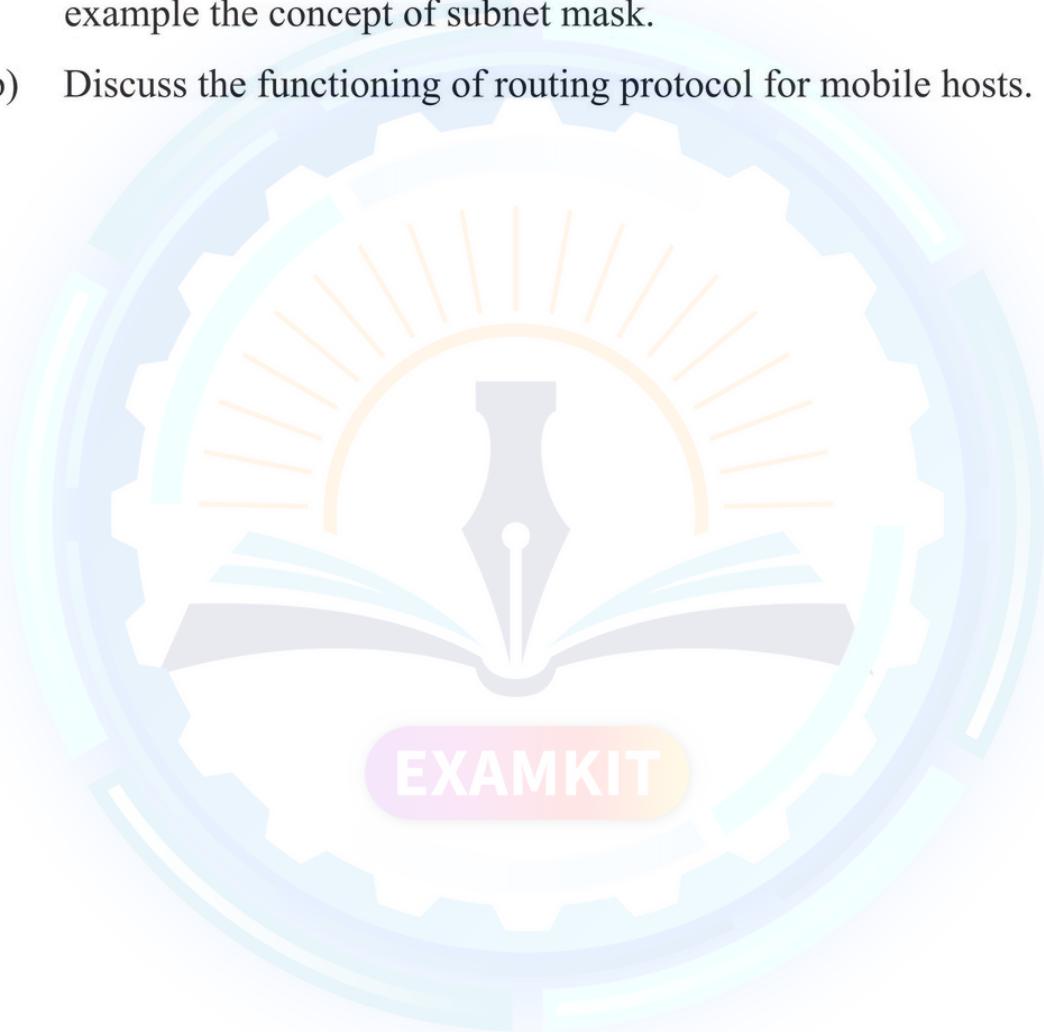 example the concept of subnet mask.
b) Discuss the functioning of routing protocol for mobile hosts.
EXAMKIT